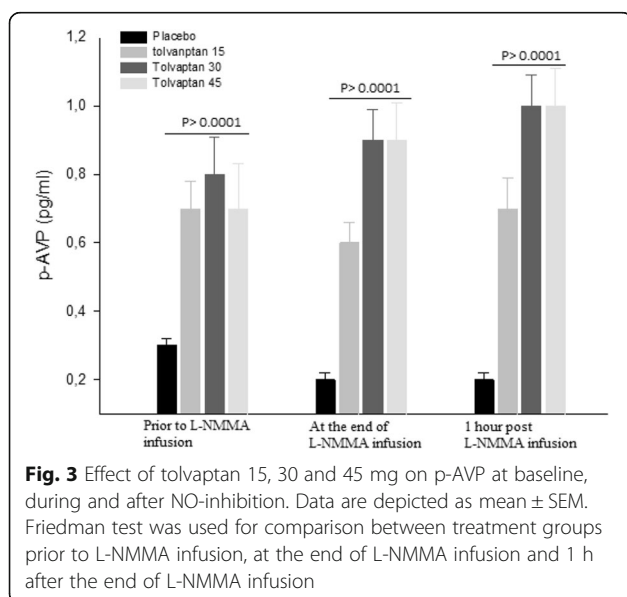 1,2
1,0
0,8
0,6
0,4
0,2
p-AVP (pg/ml)
Placebo
tolvanptan 15
Tolvaptan 30
Tolvaptan 45
P> 0.0001
P> 0.0001
P> 0.0001
Prior to L-NMMA
infusion
At the end of
L-NMMA infusion
1 hour post
L-NMMA infusion
Fig. 3 Effect of tolvaptan 15, 30 and 45 mg on p-AVP at baseline,
during and after NO-inhibition. Data are depicted as mean ± SEM.
Friedman test was used for comparison between treatment groups
prior to L-NMMA infusion, at the end of L-NMMA infusion and 1 h
after the end of L-NMMA infusion